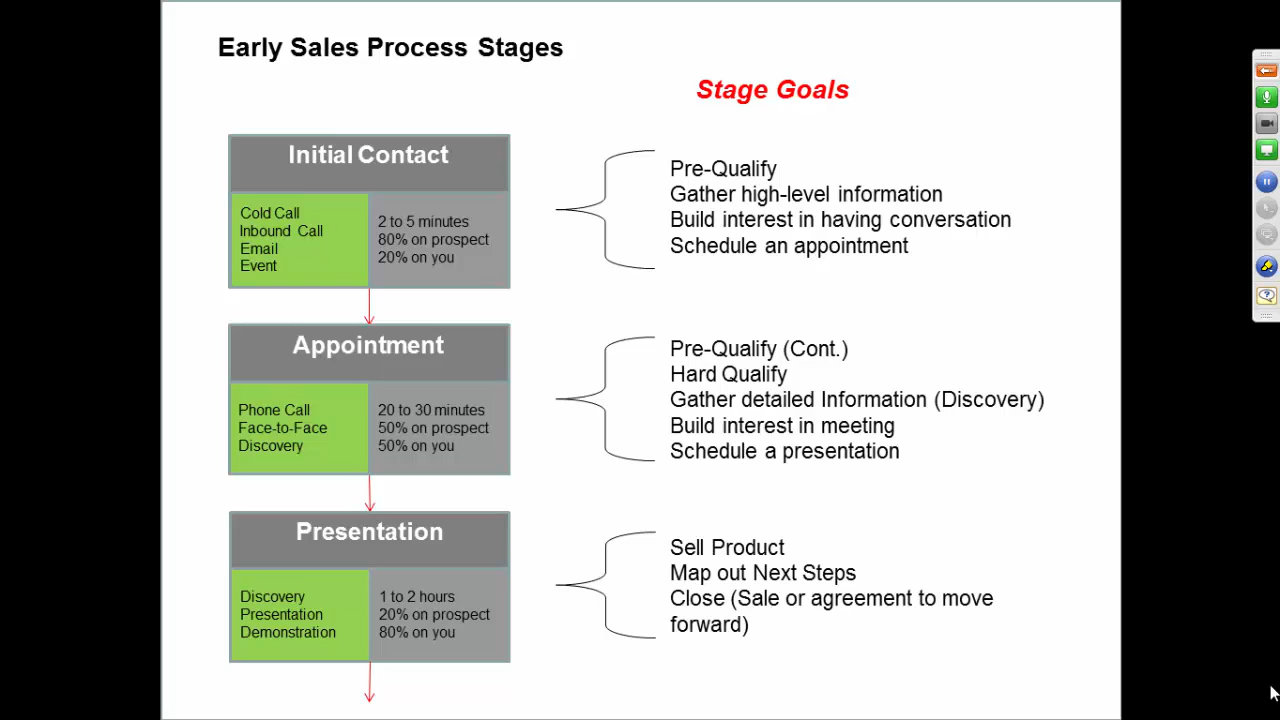 Early Sales Process Stages
Stage Goals
Initial Contact
Cold Call
Inbound Call
Email
Event
2 to 5 minutes
80% on prospect
20% on you
Pre-Qualify
Gather high-level information
Build interest in having conversation
Schedule an appointment
Appointment
Phone Call
Face-to-Face
Discovery
20 to 30 minutes
50% on prospect
50% on you
Pre-Qualify (Cont.)
Hard Qualify
Gather detailed Information (Discovery)
Build interest in meeting
Schedule a presentation
Presentation
Discovery
Presentation
Demonstration
1 to 2 hours
20% on prospect
80% on you
Sell Product
Map out Next Steps
Close (Sale or agreement to move
forward)